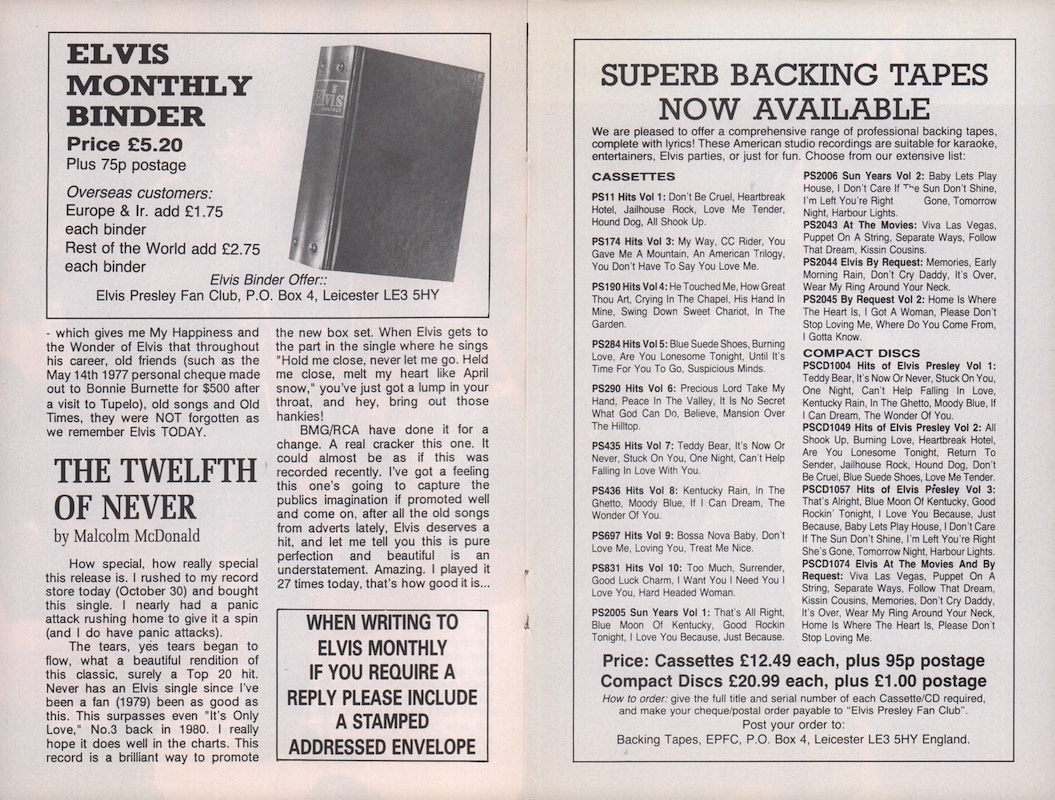 ELVIS
MONTHLY
BINDER
Price £5.20
Plus 75p postage
Overseas customers:
Europe & Ir. add £1.75
each binder
Rest of the World add £2.75
each binder
Elvis Binder Offer::
Elvis Presley Fan Club, P.O. Box 4, Leicester LE3 5HY
ELVIS
MONTHLY
- which gives me My Happiness and
the Wonder of Elvis that throughout
his career, old friends (such as the
May 14th 1977 personal cheque made
out to Bonnie Burnette for $500 after
a visit to Tupelo), old songs and Old
Times, they were NOT forgotten as
we remember Elvis TODAY.
THE TWELFTH
OF NEVER
by Malcolm McDonald
How special, how really special
this release is. I rushed to my record
store today (October 30) and bought
this single. I nearly had a panic
attack rushing home to give it a spin
(and I do have panic attacks).
The tears, yes tears began to
flow, what a beautiful rendition of
this classic, surely a Top 20 hit.
Never has an Elvis single since I've
been a fan (1979) been as good as
this. This surpasses even "It's Only
Love," No.3 back in 1980. I really
hope it does well in the charts. This
record is a brilliant way to promote
the new box set. When Elvis gets to
the part in the single where he sings
"Hold me close, never let me go. Held
me close, melt my heart like April
snow," you've just got a lump in your
throat, and hey, bring out those
hankies!
BMG/RCA have done it for a
change. A real cracker this one. It
could almost be as if this was
recorded recently. I've got a feeling
this one's going to capture the
publics imagination if promoted well
and come on, after all the old songs
from adverts lately, Elvis deserves a
hit, and let me tell you this is pure
perfection and beautiful is an
understatement. Amazing. I played it
27 times today, that's how good it is...
WHEN WRITING TO
ELVIS MONTHLY
IF YOU REQUIRE A
REPLY PLEASE INCLUDE
A STAMPED
ADDRESSED ENVELOPE
SUPERB BACKING TAPES
NOW AVAILABLE
We are pleased to offer a comprehensive range of professional backing tapes,
complete with lyrics! These American studio recordings are suitable for karaoke,
entertainers, Elvis parties, or just for fun. Choose from our extensive list:
CASSETTES
PS11 Hits Vol 1: Don't Be Cruel, Heartbreak
Hotel, Jailhouse Rock, Love Me Tender,
Hound Dog, All Shook Up.
PS174 Hits Vol 3: My Way, CC Rider, You
Gave Me A Mountain, An American Trilogy,
You Don't Have To Say You Love Me.
PS190 Hits Vol 4: He Touched Me, How Great
Thou Art, Crying In The Chapel, His Hand In
Mine, Swing Down Sweet Chariot, In The
Garden.
PS284 Hits Vol 5: Blue Suede Shoes, Burning
Love, Are You Lonesome Tonight, Until It's
Time For You To Go, Suspicious Minds.
PS290 Hits Vol 6: Precious Lord Take My
Hand, Peace In The Valley, It Is No Secret
What God Can Do, Believe, Mansion Over
The Hilltop.
PS435 Hits Vol 7: Teddy Bear, It's Now Or
Never, Stuck On You, One Night, Can't Help
Falling In Love With You.
PS436 Hits Vol 8: Kentucky Rain, In The
Ghetto, Moody Blue, If I Can Dream, The
Wonder Of You.
PS697 Hits Vol 9: Bossa Nova Baby, Don't
Love Me, Loving You, Treat Me Nice.
PS831 Hits Vol 10: Too Much, Surrender,
Good Luck Charm, I Want You I Need You I
Love You, Hard Headed Woman.
PS2005 Sun Years Vol 1: That's All Right,
Blue Moon Of Kentucky, Good Rockin
Tonight, I Love You Because, Just Because.
PS2006 Sun Years Vol 2: Baby Lets Play
House, I Don't Care If The Sun Don't Shine,
I'm Left You're Right Gone, Tomorrow
Night, Harbour Lights.
PS2043 At The Movies: Viva Las Vegas,
Puppet On A String, Separate Ways, Follow
That Dream, Kissin Cousins.
PS2044 Elvis By Request: Memories, Early
Morning Rain, Don't Cry Daddy, It's Over,
Wear My Ring Around Your Neck.
PS2045 By Request Vol 2: Home Is Where
The Heart Is, I Got A Woman, Please Don't
Stop Loving Me, Where Do You Come From,
I Gotta Know.
COMPACT DISCS
PSCD1004 Hits of Elvis Presley Vol 1:
Teddy Bear, It's Now Or Never, Stuck On You,
One Night, Can't Help Falling In Love,
Kentucky Rain, In The Ghetto, Moody Blue, If
I Can Dream, The Wonder Of You.
PSCD1049 Hits of Elvis Presley Vol 2: All
Shook Up, Burning Love, Heartbreak Hotel,
Are You Lonesome Tonight, Return To
Sender, Jailhouse Rock, Hound Dog, Don't
Be Cruel, Blue Suede Shoes, Love Me Tender.
PSCD1057 Hits of Elvis Presley Vol 3:
That's Alright, Blue Moon Of Kentucky, Good
Rockin' Tonight, I Love You Because, Just
Because, Baby Lets Play House, I Don't Care
If The Sun Don't Shine, I'm Left You're Right
She's Gone, Tomorrow Night, Harbour Lights.
PSCD1074 Elvis At The Movies And By
Request: Viva Las Vegas, Puppet On A
String, Separate Ways, Follow That Dream,
Kissin Cousins, Memories, Don't Cry Daddy,
It's Over, Wear My Ring Around Your Neck,
Home Is Where The Heart Is, Please Don't
Stop Loving Me.
Price: Cassettes £12.49 each, plus 95p postage
Compact Discs £20.99 each, plus £1.00 postage
How to order: give the full title and serial number of each Cassette/CD required,
and make your cheque/postal order payable to "Elvis Presley Fan Club".
Post your order to:
Backing Tapes, EPFC, P.O. Box 4, Leicester LE3 5HY England.